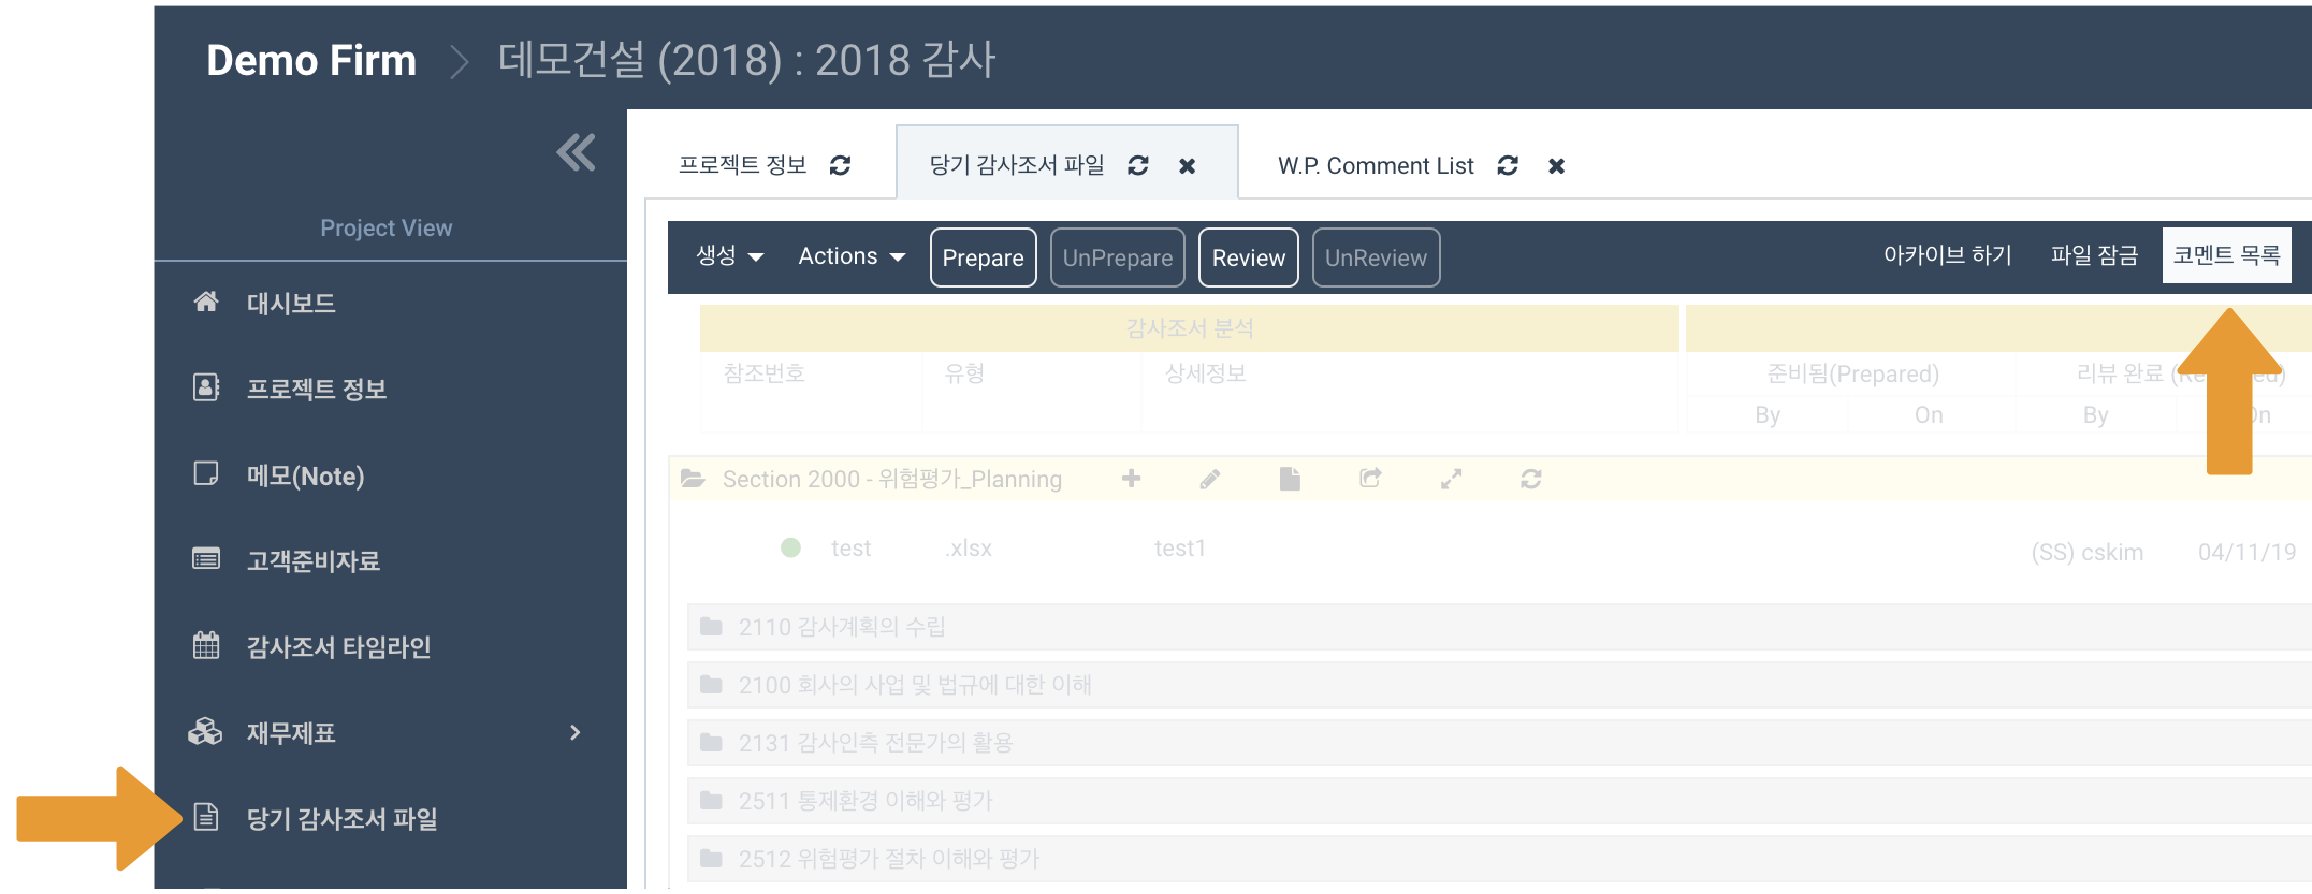 Demo Firm 데모건설 (2018) : 2018 감사
프로젝트 정보 당기 감사조서 파일 W.P. Comment List
Project View
생성 Actions Prepare UnPrepare Review UnReview 아카이브 하기 파일 잠금 코멘트 목록
대시보드
프로젝트 정보
메모(Note)
고객준비자료
감사조서 타임라인
재무제표
당기 감사조서 파일
감사조서 분석
참조번호 유형 상세정보 준비됨(Prepared) 리뷰 완료
By On By
Section 2000 - 위험평가_Planning
test .xlsx test1 (SS) cskim 04/11/19
2110 감사계획의 수립
2100 회사의 사업 및 법규에 대한 이해
2131 감사인측 전문가의 활용
2511 통제환경 이해와 평가
2512 위험평가 절차 이해와 평가